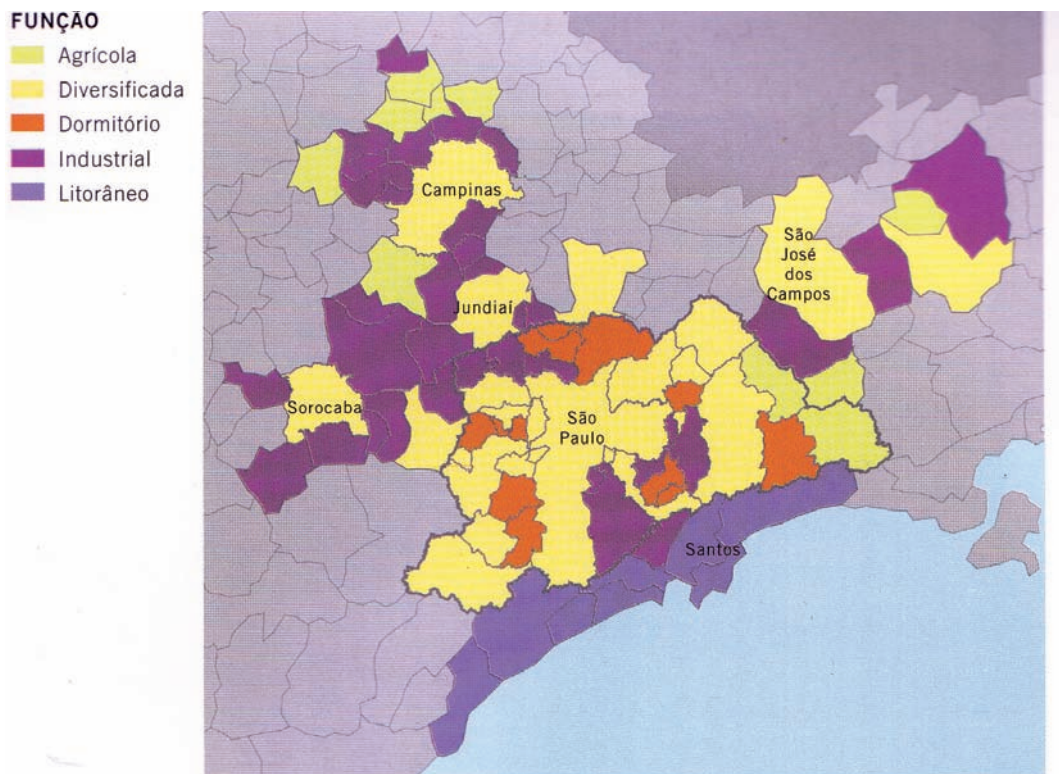 FUNÇÃO
Agrícola
Diversificada
Dormitório
Industrial
Litorâneo
Campinas
São
José
dos
Campos
Jundiaí
Sorocaba
São
Paulo
Santos